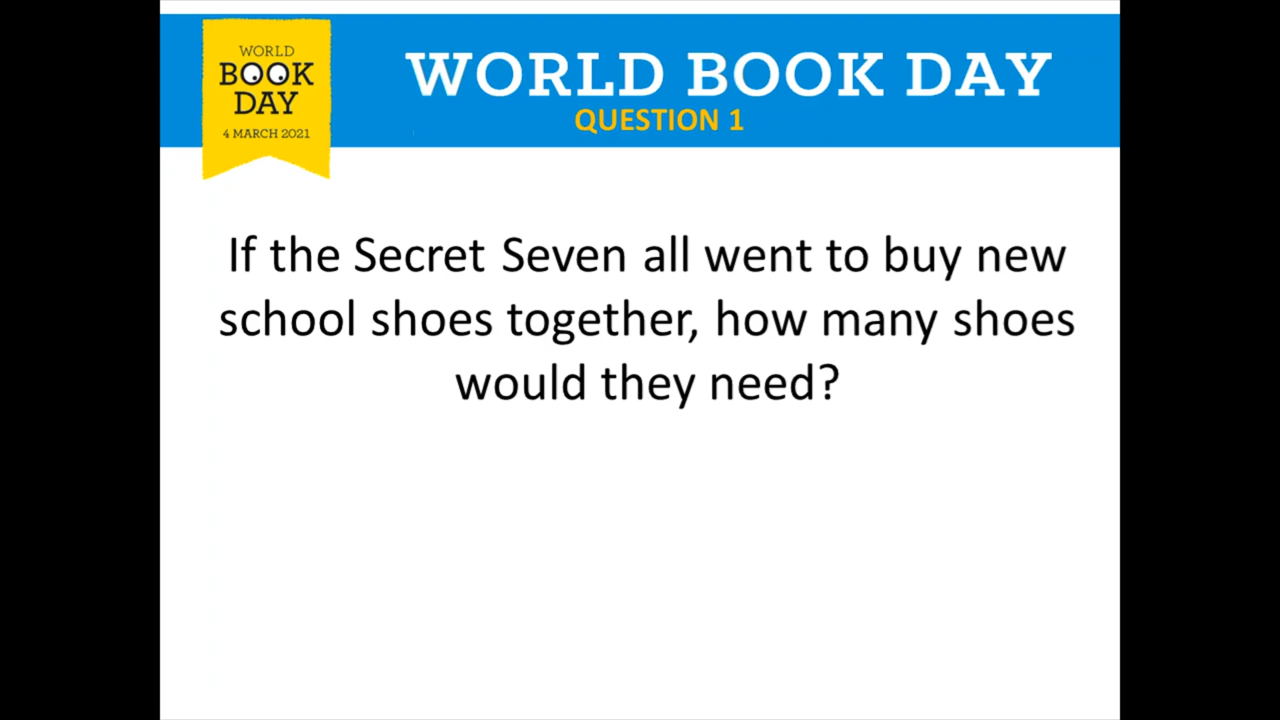 WORLD
BOOK
DAY
4 MARCH 2021
WORLD BOOK DAY
QUESTION 1
If the Secret Seven all went to buy new
school shoes together, how many shoes
would they need?